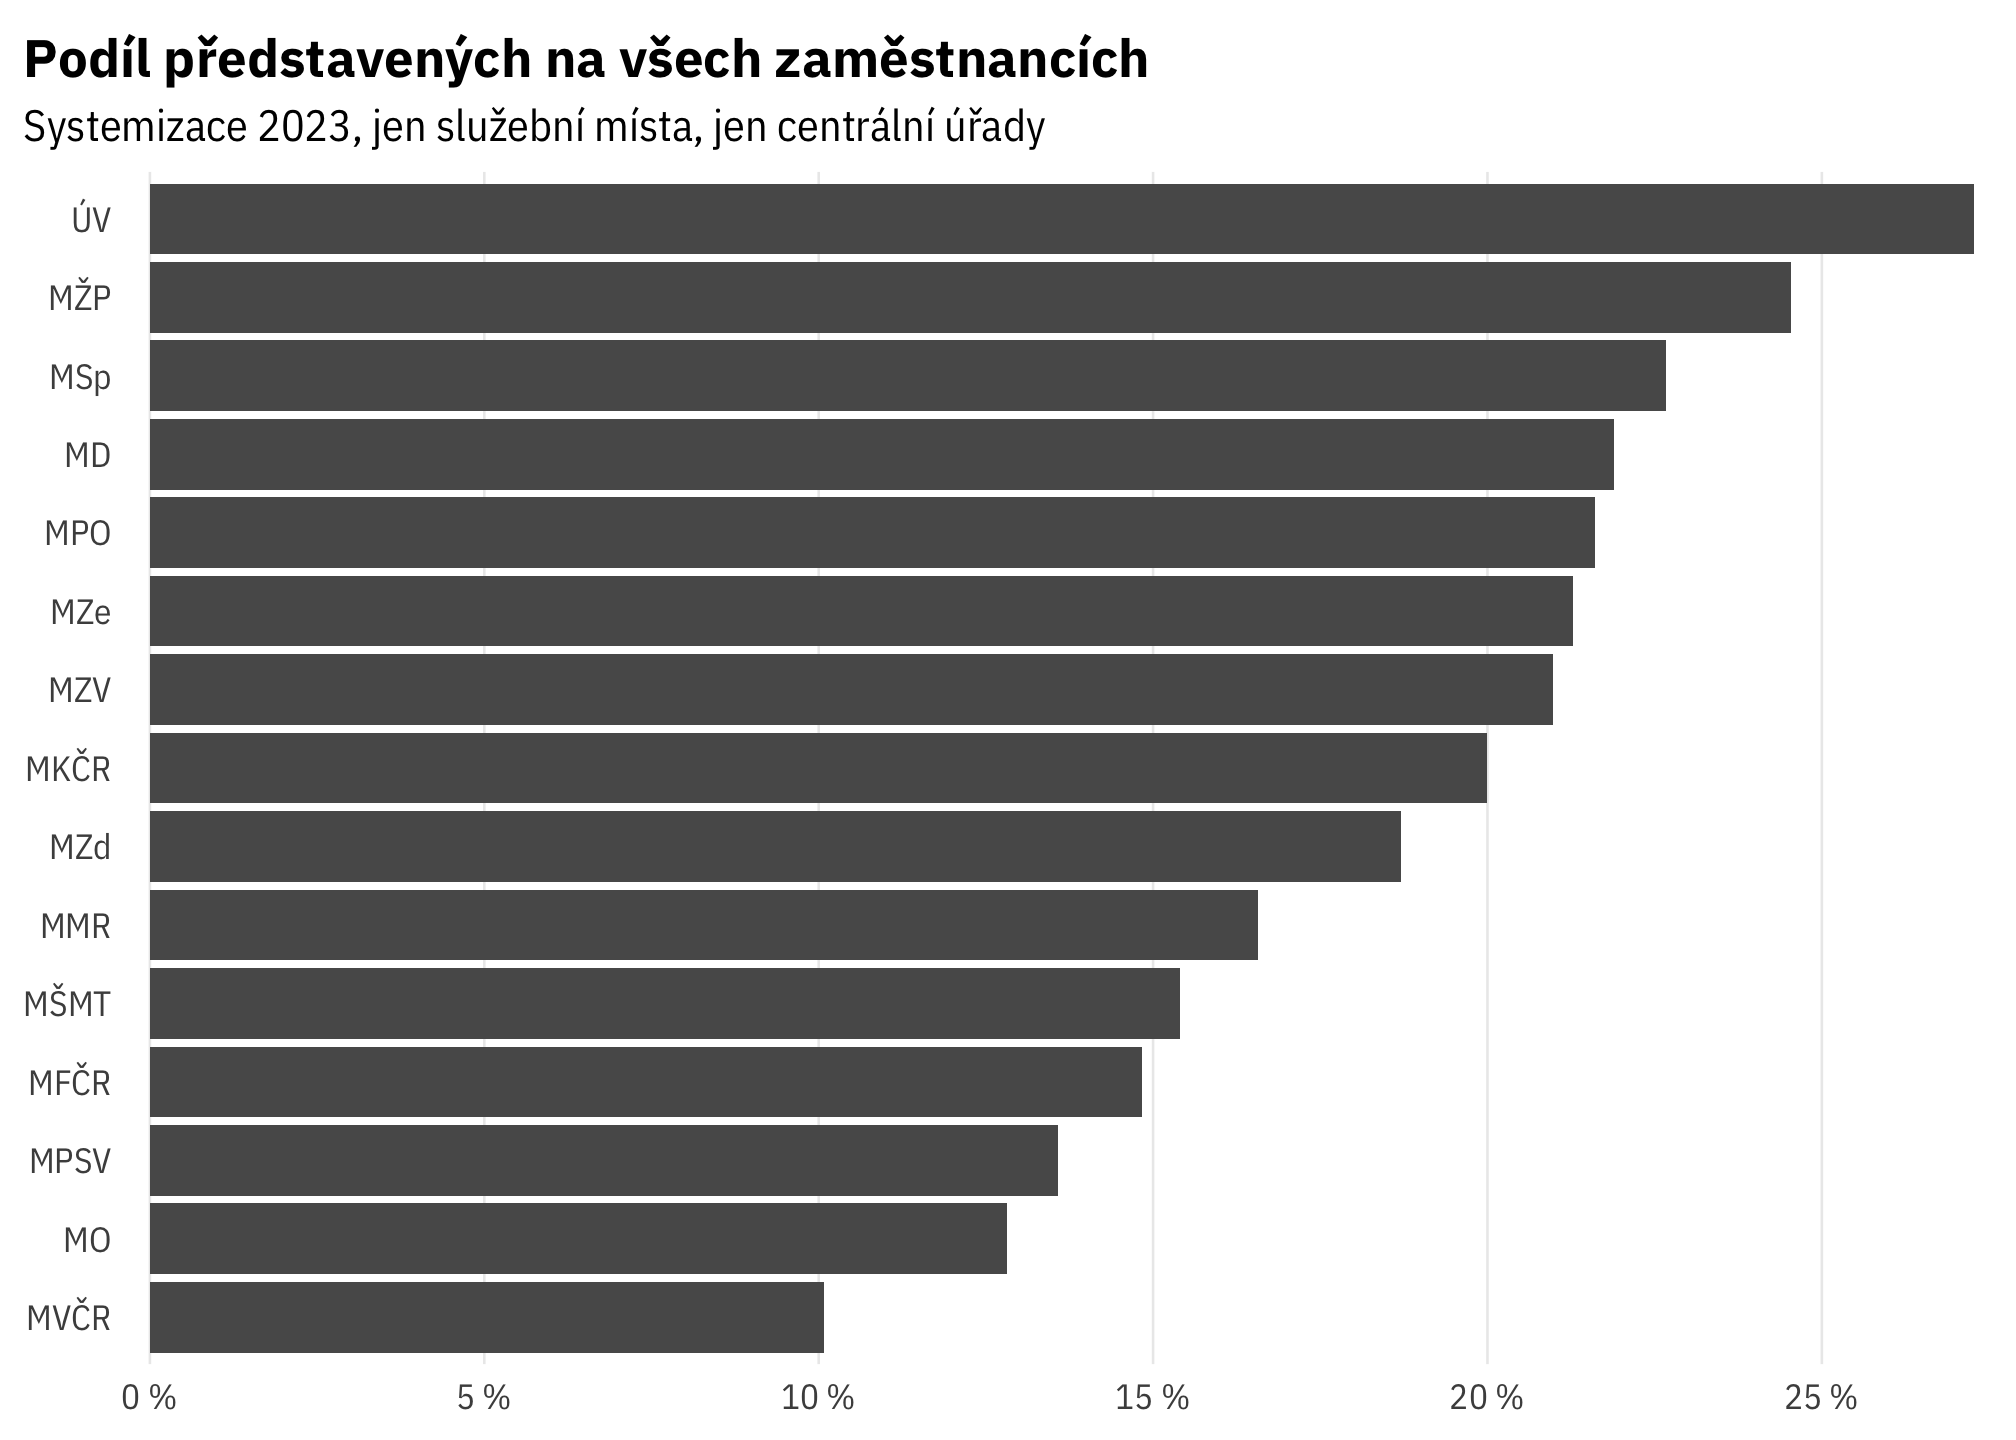 Podíl představených na všech zaměstnancích
Systemizace 2023, jen služební místa, jen centrální úřady
ÚV
MŽP
MSp
MD
MPO
MZe
MZV
MKČR
MZd
MMR
MŠMT
MFČR
MPSV
MO
MVČR
0 % 5 % 10 % 15 % 20 % 25 %